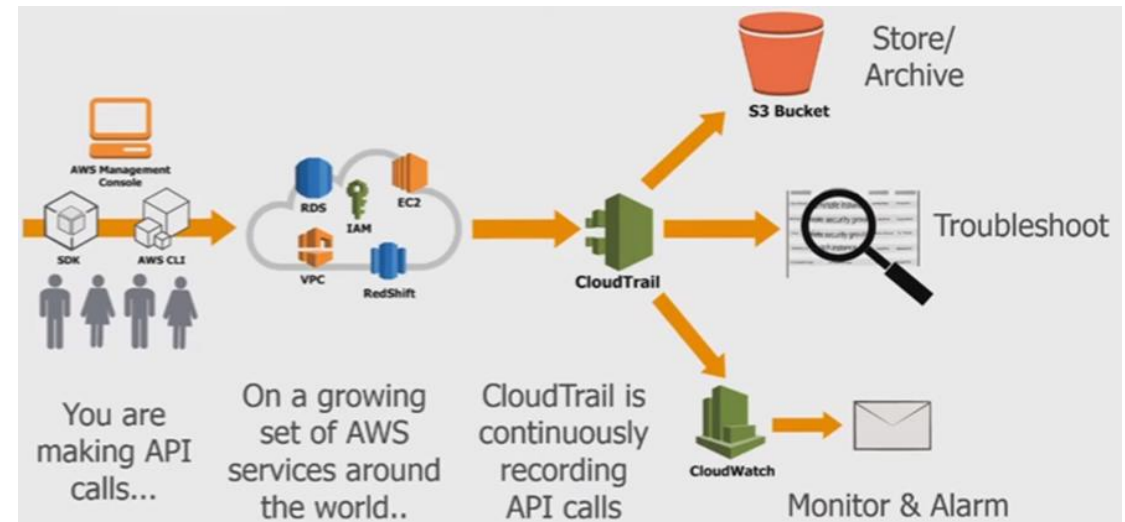 Store/
Archive
S3 Bucket
AWS Management
Console
SDK
AWS CLI
RDS
IAM
EC2
VPC
RedShift
CloudTrail
Troubleshoot
You are
making API
calls...
On a growing
set of AWS
services around
the world..
CloudTrail is
continuously
recording
API calls
CloudWatch
Monitor & Alarm